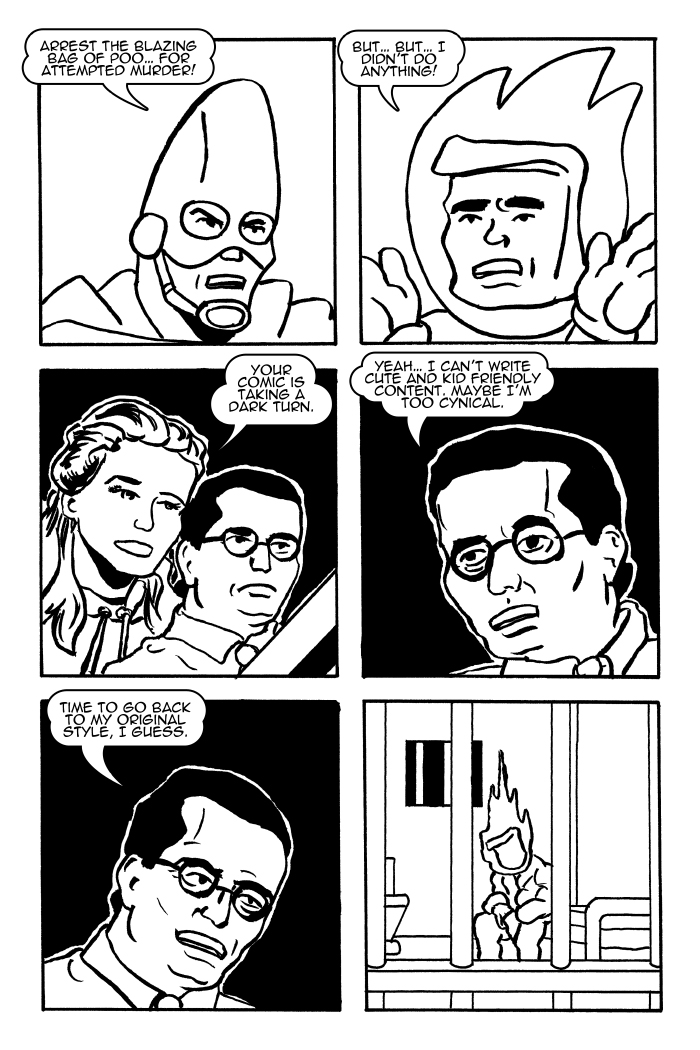 ARREST THE BLAZING
BAG OF POO... FOR
ATTEMPTED MURDER!
BUT... BUT... I
DIDN'T DO
ANYTHING!
YOUR
COMIC IS
TAKING A
DARK TURN.
YEAH... I CAN'T WRITE
CUTE AND KID FRIENDLY
CONTENT. MAYBE I'M
TOO CYNICAL.
TIME TO GO BACK
TO MY ORIGINAL
STYLE, I GUESS.